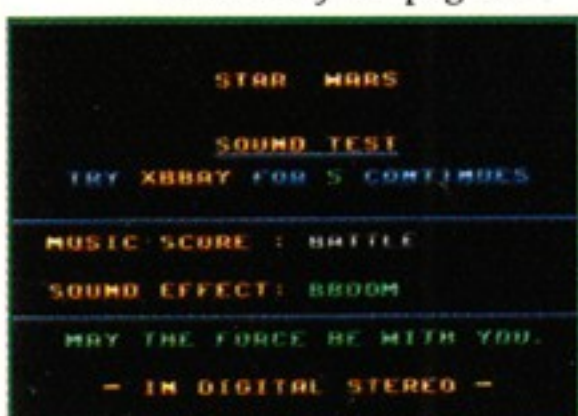 STAR WARS
SOUND TEST
TRY XBBAY FOR 5 CONTINUES
MUSIC SCORE : BATTLE
SOUND EFFECT: BBOOM
MAY THE FORCE BE WITH YOU.
- IN DIGITAL STEREO -